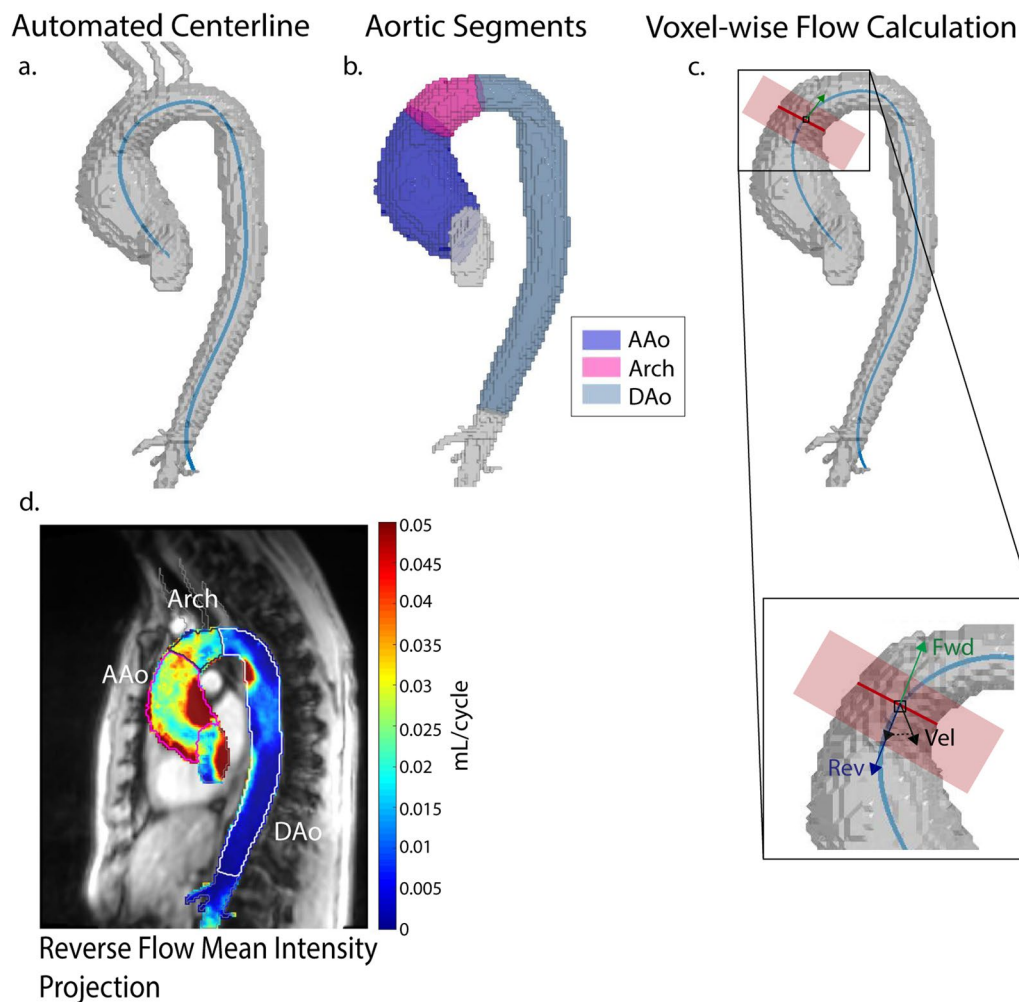 Automated Centerline
Aortic Segments
Voxel-wise Flow Calculation
a.
b.
c.
AAo
Arch
DAo
d.
Arch
AAo
DAo
0.05
0.045
0.04
0.035
0.03
0.025
0.02
0.015
0.01
0.005
0
mL/cycle
Reverse Flow Mean Intensity
Projection
Fwd
Vel
Rev